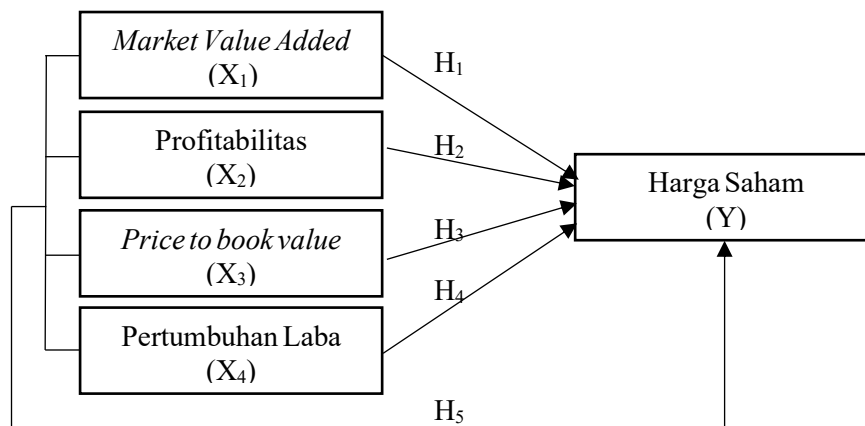 Market Value Added
(X₁)
H₁
Profitabilitas
(X₂)
H₂
Harga Saham
(Y)
Price to book value
(X₃)
H₃
H₄
Pertumbuhan Laba
(X₄)
H₅